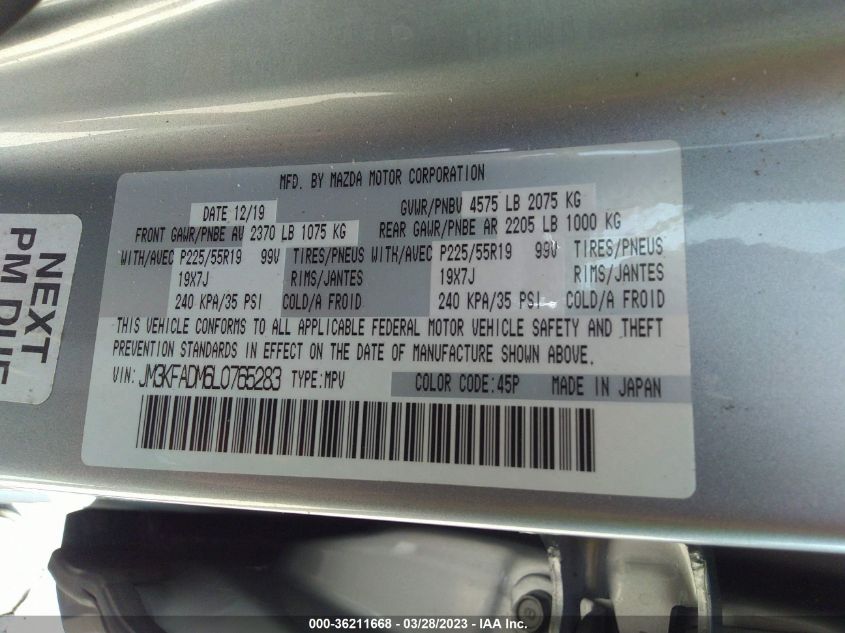 MFD. BY MAZDA MOTOR CORPORATION
DATE 12/19 GVWR/PNBV 4575 LB 2075 KG
FRONT GAWR/PNBE AV 2370 LB 1075 KG REAR GAWR/PNBE AR 2205 LB 1000 KG
WITH/AVEC P225/55R19 99V TIRES/PNEUS WITH/AVEC P225/55R19 99V TIRES/PNEUS
19X7J RIMS/JANTES 19X7J RIMS/JANTES
240 KPA/35 PSI COLD/A FROID 240 KPA/35 PSI COLD/A FROID
THIS VEHICLE CONFORMS TO ALL APPLICABLE FEDERAL MOTOR VEHICLE SAFETY AND THEFT
PREVENTION STANDARDS IN EFFECT ON THE DATE OF MANUFACTURE SHOWN ABOVE.
VIN: JM3KFADM6L0765283 TYPE:MPV COLOR CODE:45P MADE IN JAPAN
NEXT
PM DUE
000-36211668 - 03/28/2023 - IAA Inc.